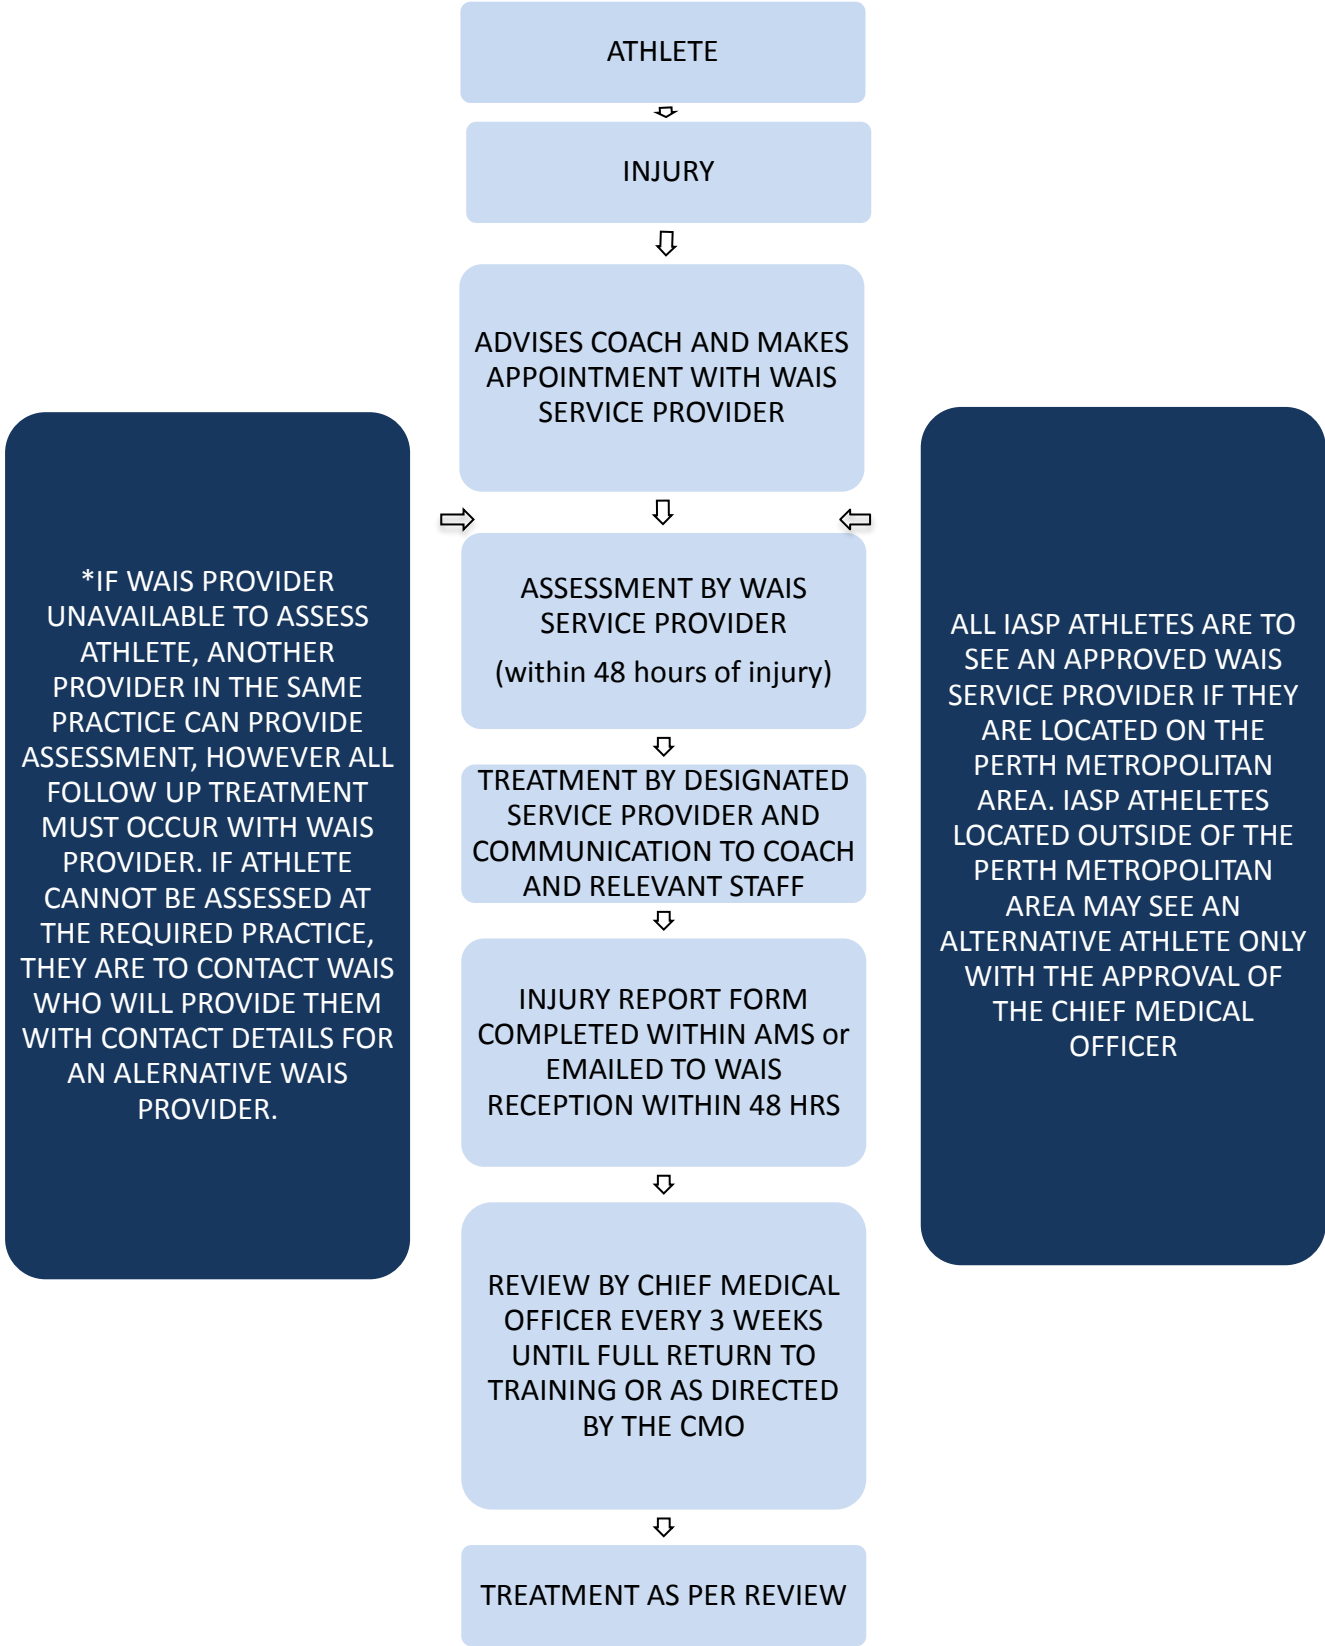 ATHLETE
INJURY
ADVISES COACH AND MAKES
APPOINTMENT WITH WAIS
SERVICE PROVIDER
*IF WAIS PROVIDER
UNAVAILABLE TO ASSESS
ATHLETE, ANOTHER
PROVIDER IN THE SAME
PRACTICE CAN PROVIDE
ASSESSMENT, HOWEVER ALL
FOLLOW UP TREATMENT
MUST OCCUR WITH WAIS
PROVIDER. IF ATHLETE
CANNOT BE ASSESSED AT
THE REQUIRED PRACTICE,
THEY ARE TO CONTACT WAIS
WHO WILL PROVIDE THEM
WITH CONTACT DETAILS FOR
AN ALERNATIVE WAIS
PROVIDER.
ASSESSMENT BY WAIS
SERVICE PROVIDER
(within 48 hours of injury)
TREATMENT BY DESIGNATED
SERVICE PROVIDER AND
COMMUNICATION TO COACH
AND RELEVANT STAFF
INJURY REPORT FORM
COMPLETED WITHIN AMS or
EMAILED TO WAIS
RECEPTION WITHIN 48 HRS
REVIEW BY CHIEF MEDICAL
OFFICER EVERY 3 WEEKS
UNTIL FULL RETURN TO
TRAINING OR AS DIRECTED
BY THE CMO
TREATMENT AS PER REVIEW
ALL IASP ATHLETES ARE TO
SEE AN APPROVED WAIS
SERVICE PROVIDER IF THEY
ARE LOCATED ON THE
PERTH METROPOLITAN
AREA. IASP ATHELETES
LOCATED OUTSIDE OF THE
PERTH METROPOLITAN
AREA MAY SEE AN
ALTERNATIVE ATHLETE ONLY
WITH THE APPROVAL OF
THE CHIEF MEDICAL
OFFICER